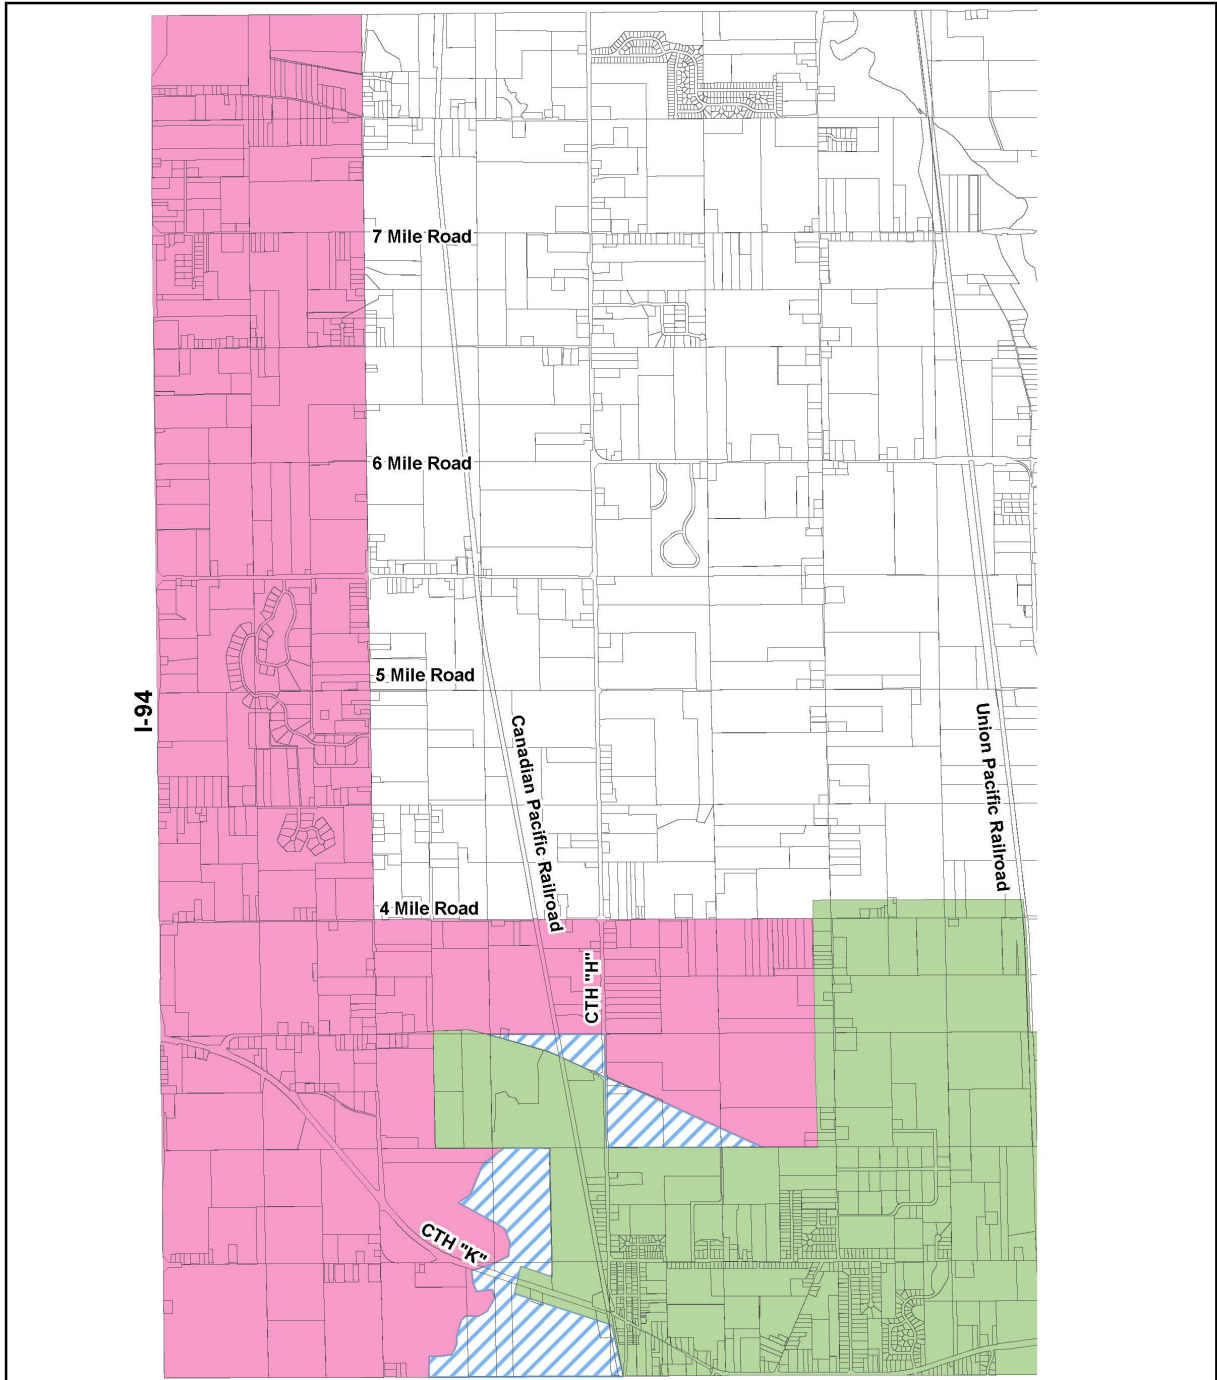 7 Mile Road
6 Mile Road
5 Mile Road
I-94
Canadian Pacific Railroad
Union Pacific Railroad
4 Mile Road
CTH "H"
CTH "K"